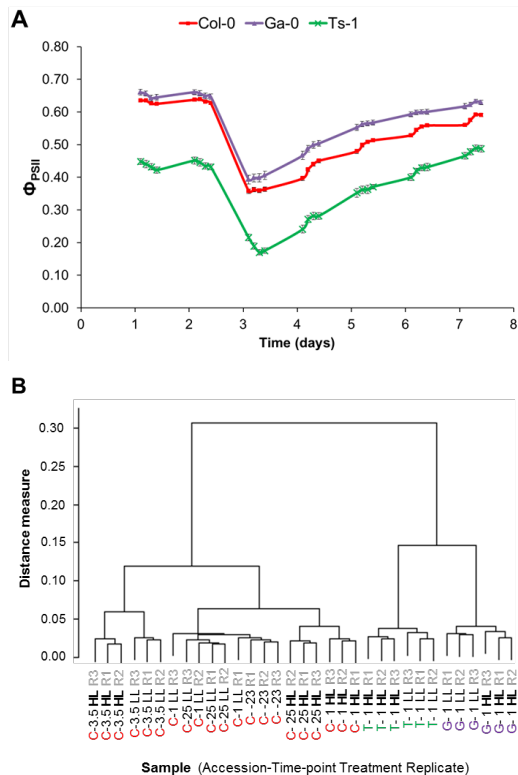 A
Col-0 Ga-0 Ts-1
0.80
0.70
0.60
0.50
0.40
0.30
0.20
0.10
0.00
ΦPSII
1 2 3 4 5 6 7 8
Time (days)
B
0.30
0.25
0.20
0.15
0.10
0.05
0.00
Distance measure
C-3.5 HL R3
C-3.5 HL R1
C-3.5 HL R2
C-3.5 LL R3
C-3.5 LL R1
C-3.5 LL R2
C-1 LL R3
C-25 LL R3
C-1 LL R2
C-25 LL R1
C-25 LL R2
C-1 LL R1
C--23 R1
C--23 R2
C--23 R3
C-25 HL R2
C-25 HL R1
C-25 HL R3
C-1 HL R3
C-1 HL R2
C-1 HL R1
T-1 HL R1
T-1 HL R2
T-1 HL R3
T-1 LL R3
T-1 LL R1
T-1 LL R2
G-1 LL R1
G-1 LL R2
G-1 LL R3
G-1 HL R3
G-1 HL R1
G-1 HL R2
Sample (Accession-Time-point Treatment Replicate)